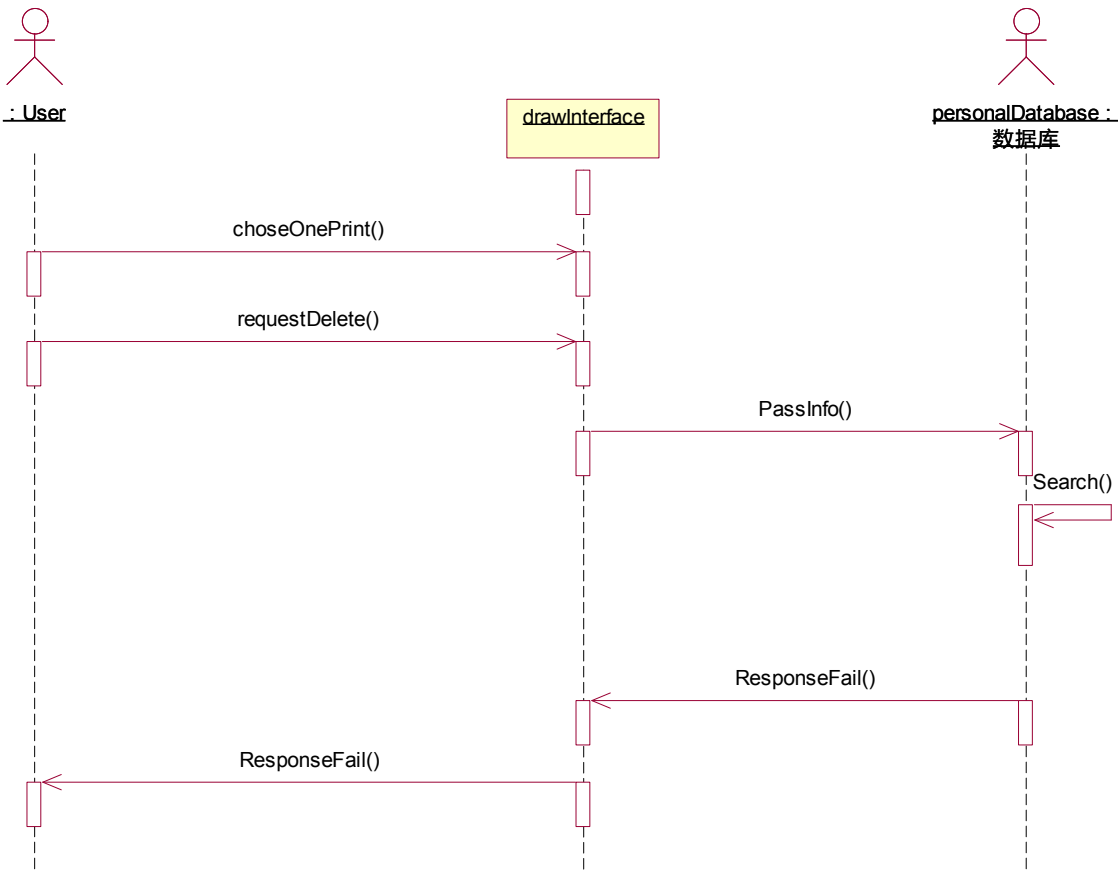 : User
drawInterface
personalDatabase :
数据库
choseOnePrint()
requestDelete()
PassInfo()
Search()
ResponseFail()
ResponseFail()